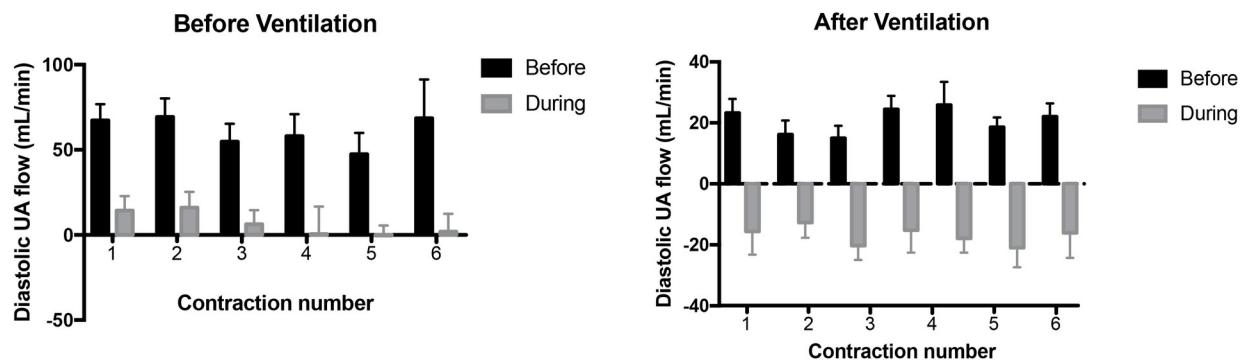 Before Ventilation
Diastolic UA flow (mL/min)
100
50
0
-50
1 2 3 4 5 6
Contraction number
Before
During
After Ventilation
Diastolic UA flow (mL/min)
40
20
0
-20
-40
1 2 3 4 5 6
Contraction number
Before
During